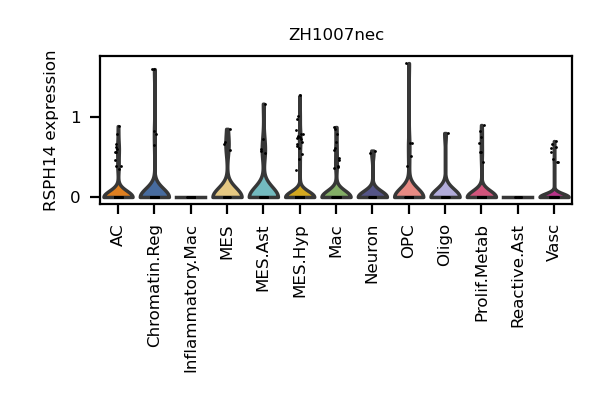 ZH1007nec
RSPH14 expression
1
0
AC
Chromatin.Reg
Inflammatory.Mac
MES
MES.Ast
MES.Hyp
Mac
Neuron
OPC
Oligo
Prolif.Metab
Reactive.Ast
Vasc